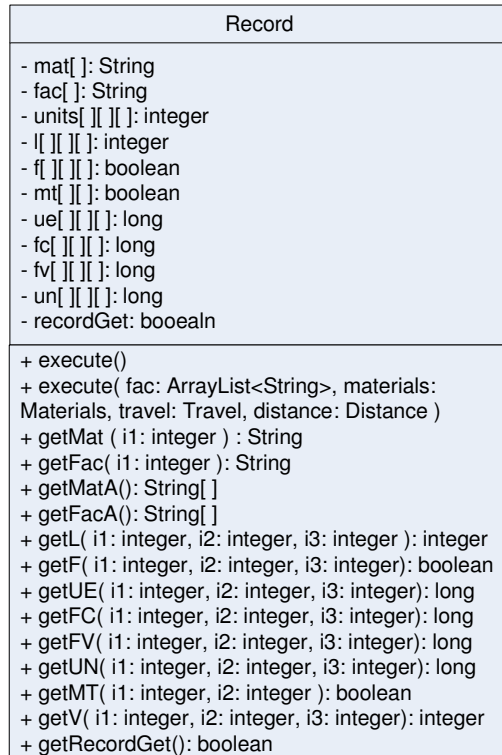 Record
- mat[ ]: String
- fac[ ]: String
- units[ ][ ][ ]: integer
- l[ ][ ][ ]: integer
- f[ ][ ][ ]: boolean
- mt[ ][ ]: boolean
- ue[ ][ ][ ]: long
- fc[ ][ ][ ]: long
- fv[ ][ ][ ]: long
- un[ ][ ][ ]: long
- recordGet: booealn
+ execute()
+ execute( fac: ArrayList<String>, materials:
Materials, travel: Travel, distance: Distance )
+ getMat ( i1: integer ) : String
+ getFac( i1: integer ): String
+ getMatA(): String[ ]
+ getFacA(): String[ ]
+ getL( i1: integer, i2: integer, i3: integer ): integer
+ getF( i1: integer, i2: integer, i3: integer): boolean
+ getUE( i1: integer, i2: integer, i3: integer): long
+ getFC( i1: integer, i2: integer, i3: integer): long
+ getFV( i1: integer, i2: integer, i3: integer): long
+ getUN( i1: integer, i2: integer, i3: integer): long
+ getMT( i1: integer, i2: integer ): boolean
+ getV( i1: integer, i2: integer, i3: integer): integer
+ getRecordGet(): boolean